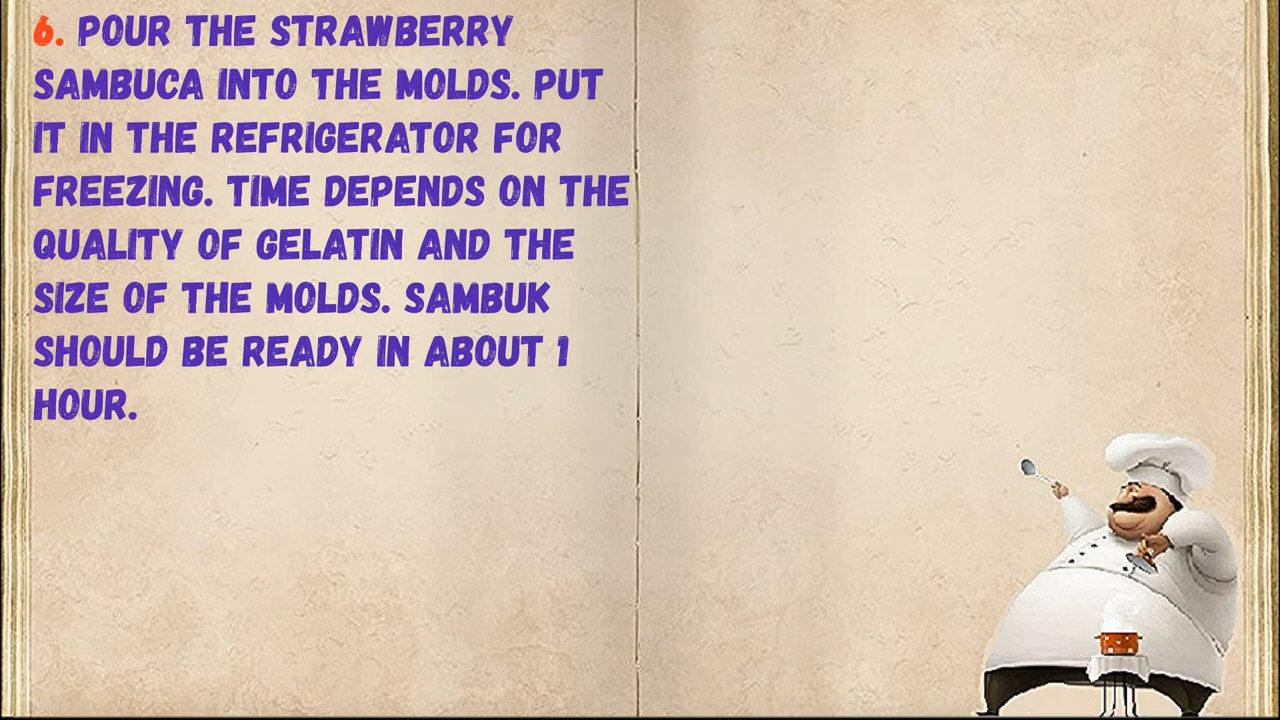 6. POUR THE STRAWBERRY
SAMBUCA INTO THE MOLDS. PUT
IT IN THE REFRIGERATOR FOR
FREEZING. TIME DEPENDS ON THE
QUALITY OF GELATIN AND THE
SIZE OF THE MOLDS. SAMBUK
SHOULD BE READY IN ABOUT 1
HOUR.